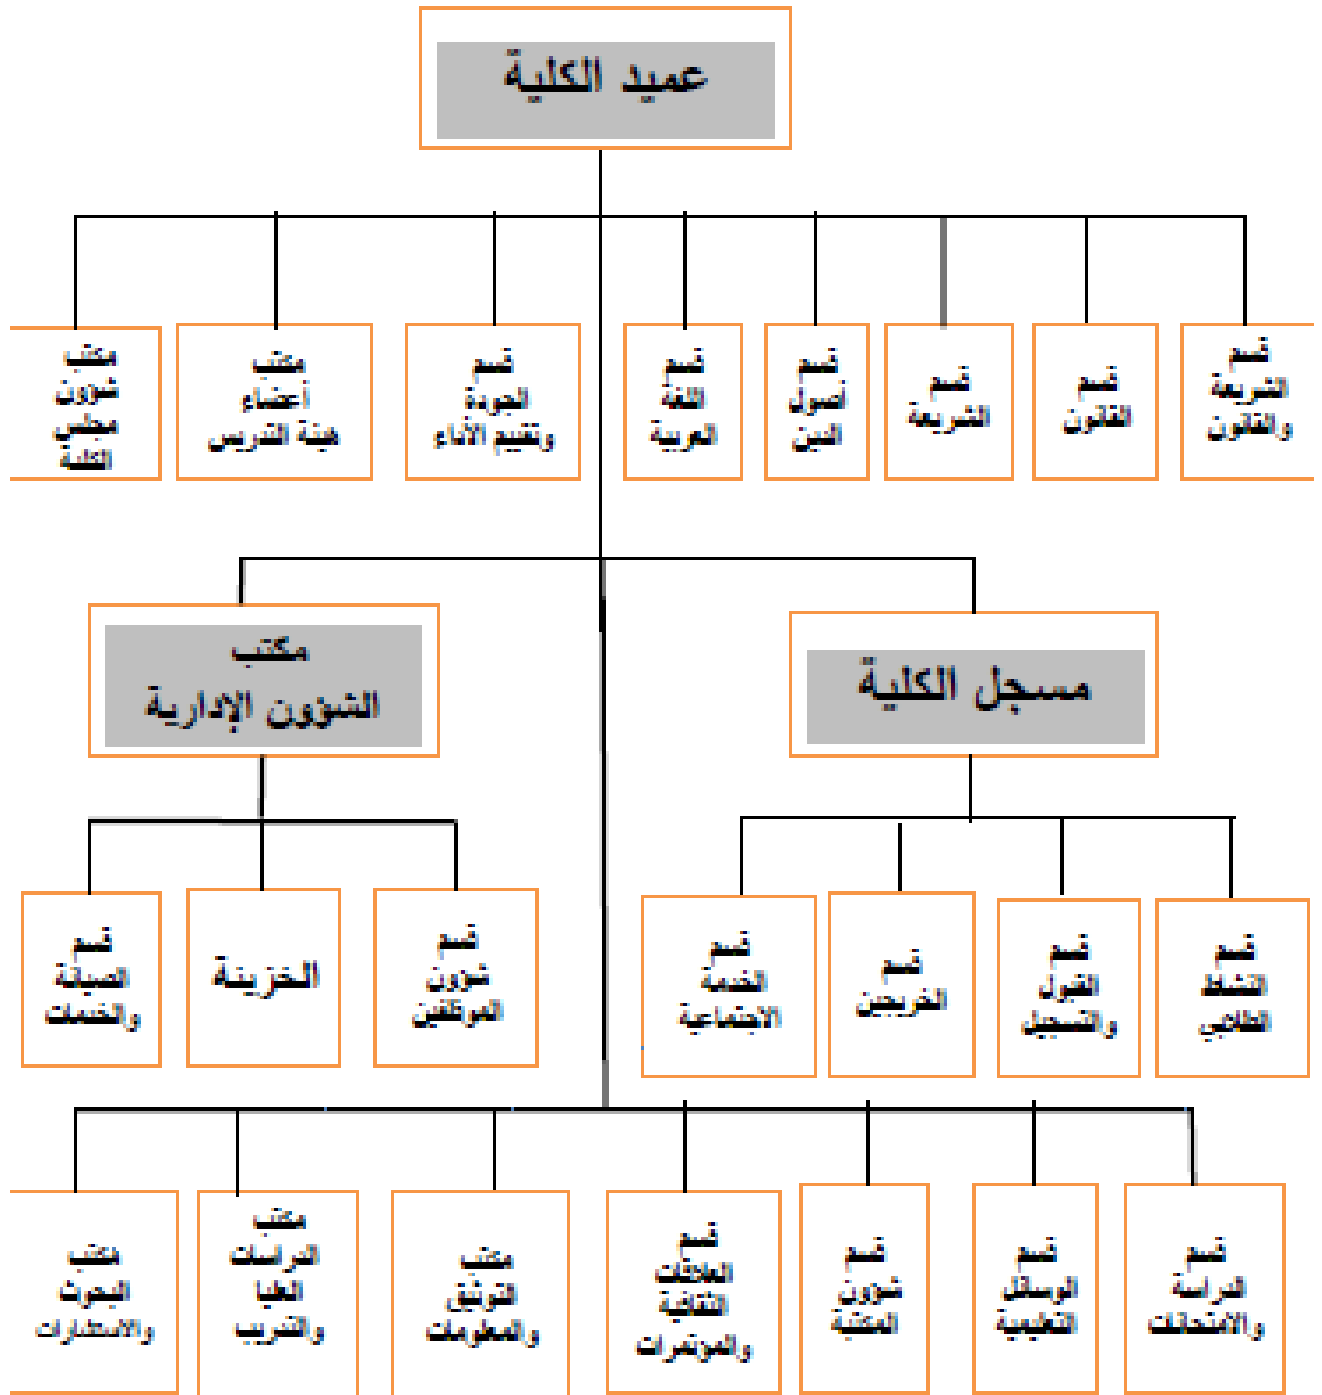 عميد الكلية
قسم
الشريعة
والقانون
قسم
القانون
قسم
الشريعة
قسم
أصول
الدين
قسم
اللغة
العربية
قسم
الجودة
وتقييم الأداء
مكتب
أعضاء
هيئة التدريس
مكتب
شؤون
مجلس
الكلية
مسجل الكلية
مكتب
الشؤون الإدارية
قسم
النشاط
الطلابي
قسم
القبول
والتسجيل
قسم
الخريجين
قسم
الخدمة
الاجتماعية
قسم
شؤون
الموظفين
الخزينة
قسم
الصيانة
والخدمات
قسم
الدراسة
والامتحانات
قسم
الوسائل
التعليمية
قسم
شؤون
المكتبة
قسم
العلاقات
الثقافية
والمؤتمرات
مكتب
التوثيق
والمعلومات
مكتب
الدراسات
العليا
والتدريب
مكتب
البحوث
والاستشارات